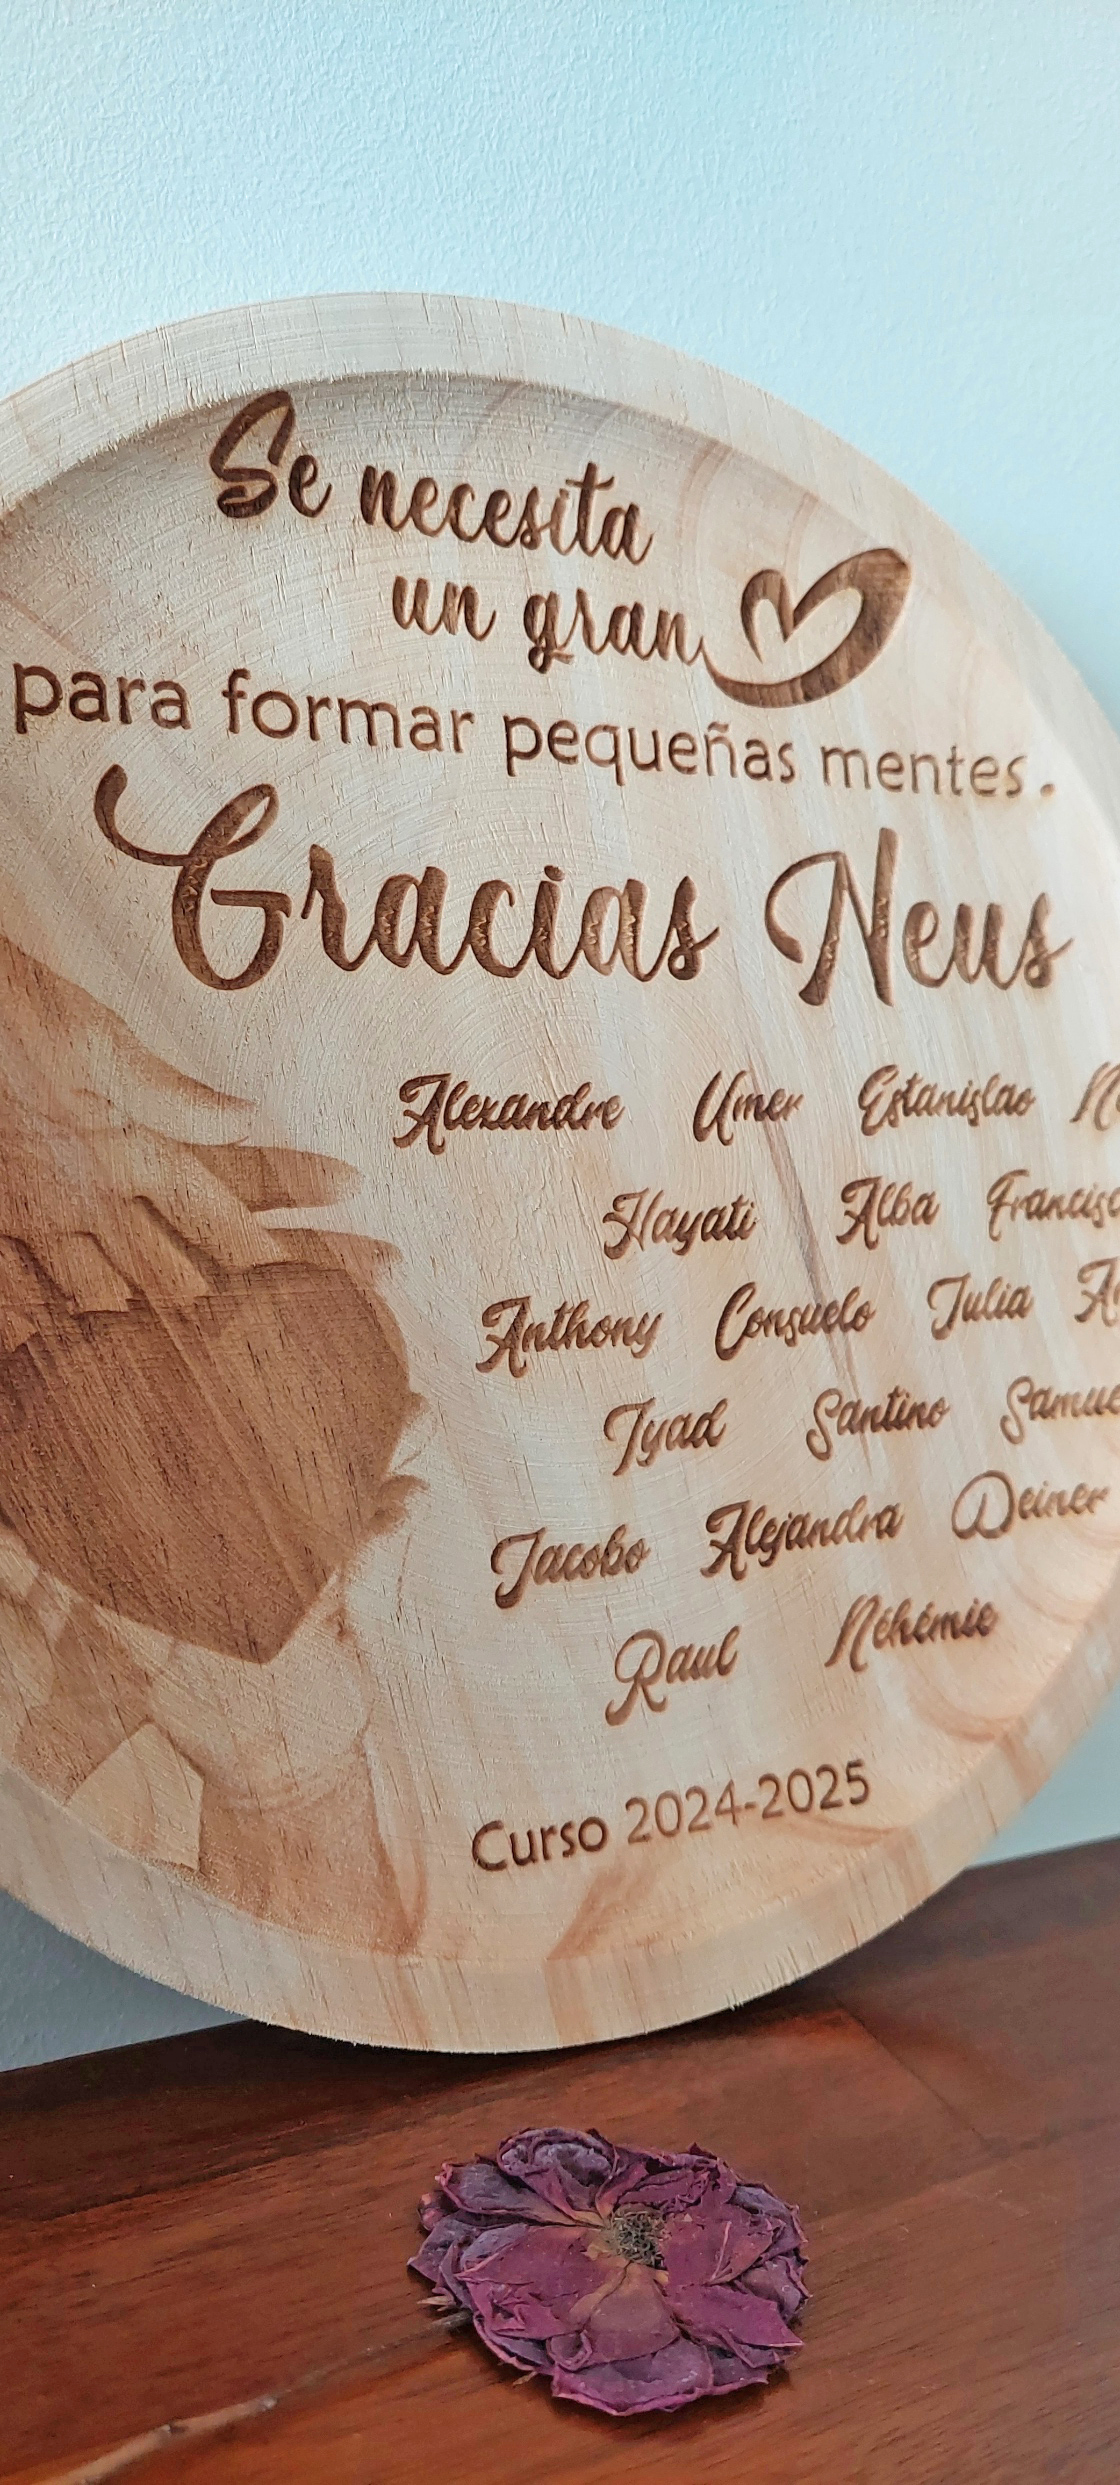 Se necesita
un gran
para formar pequeñas mentes.
Gracias Neus
Alexandre Umer Estanislao
Hayati Alba
Anthony Consuelo Julia
Iyad Santino
Jacobo Alejandra Deiner
Raul Néhémie
Curso 2024-2025